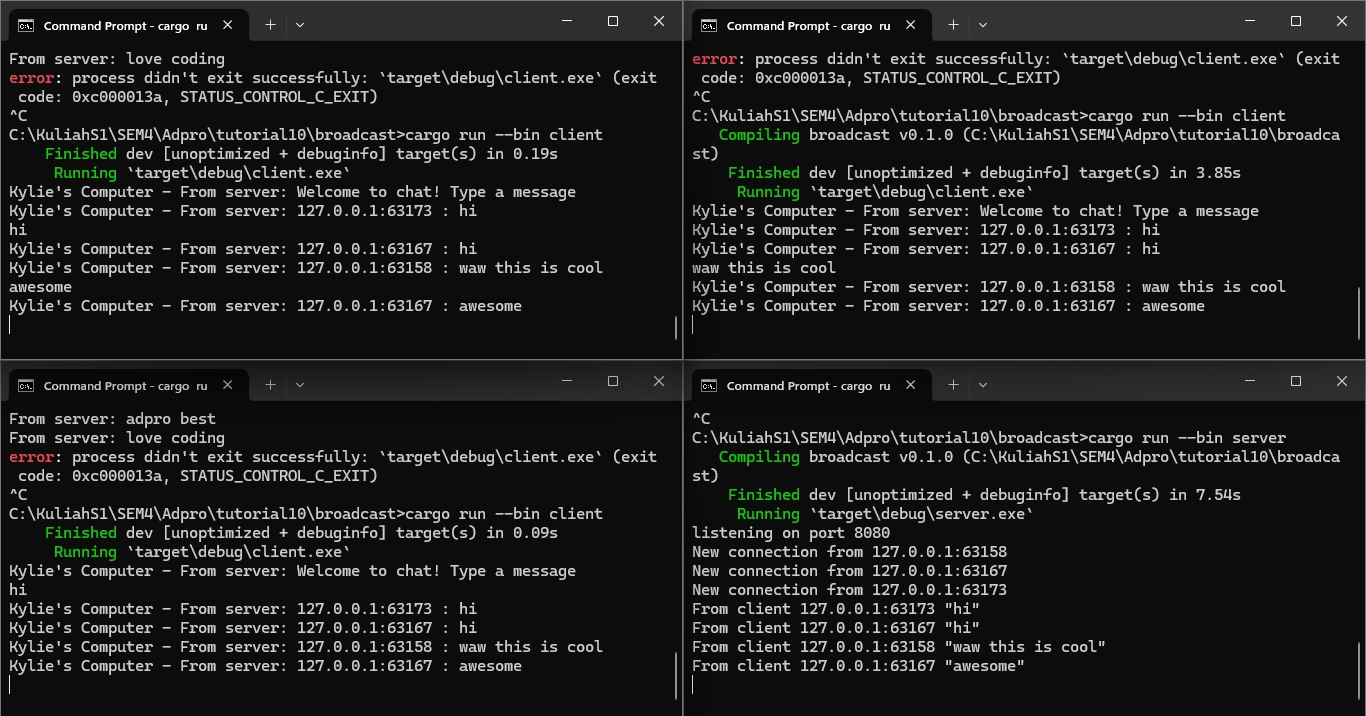 Command Prompt - cargo  ru
From server: love coding
error: process didn't exit successfully: `target\debug\client.exe` (exit
 code: 0xc000013a, STATUS_CONTROL_C_EXIT)
^C
C:\KuliahS1\SEM4\Adpro\tutorial10\broadcast>cargo run --bin client
    Finished dev [unoptimized + debuginfo] target(s) in 0.19s
     Running `target\debug\client.exe`
Kylie's Computer - From server: Welcome to chat! Type a message
Kylie's Computer - From server: 127.0.0.1:63173 : hi
hi
Kylie's Computer - From server: 127.0.0.1:63167 : hi
Kylie's Computer - From server: 127.0.0.1:63158 : waw this is cool
awesome
Kylie's Computer - From server: 127.0.0.1:63167 : awesome
Command Prompt - cargo  ru
error: process didn't exit successfully: `target\debug\client.exe` (exit
 code: 0xc000013a, STATUS_CONTROL_C_EXIT)
^C
C:\KuliahS1\SEM4\Adpro\tutorial10\broadcast>cargo run --bin client
   Compiling broadcast v0.1.0 (C:\KuliahS1\SEM4\Adpro\tutorial10\broadca
st)
    Finished dev [unoptimized + debuginfo] target(s) in 3.85s
     Running `target\debug\client.exe`
Kylie's Computer - From server: Welcome to chat! Type a message
Kylie's Computer - From server: 127.0.0.1:63173 : hi
Kylie's Computer - From server: 127.0.0.1:63167 : hi
waw this is cool
Kylie's Computer - From server: 127.0.0.1:63158 : waw this is cool
Kylie's Computer - From server: 127.0.0.1:63167 : awesome
Command Prompt - cargo  ru
From server: adpro best
From server: love coding
error: process didn't exit successfully: `target\debug\client.exe` (exit
 code: 0xc000013a, STATUS_CONTROL_C_EXIT)
^C
C:\KuliahS1\SEM4\Adpro\tutorial10\broadcast>cargo run --bin client
    Finished dev [unoptimized + debuginfo] target(s) in 0.09s
     Running `target\debug\client.exe`
Kylie's Computer - From server: Welcome to chat! Type a message
hi
Kylie's Computer - From server: 127.0.0.1:63173 : hi
Kylie's Computer - From server: 127.0.0.1:63167 : hi
Kylie's Computer - From server: 127.0.0.1:63158 : waw this is cool
Kylie's Computer - From server: 127.0.0.1:63167 : awesome
Command Prompt - cargo  ru
^C
C:\KuliahS1\SEM4\Adpro\tutorial10\broadcast>cargo run --bin server
   Compiling broadcast v0.1.0 (C:\KuliahS1\SEM4\Adpro\tutorial10\broadca
st)
    Finished dev [unoptimized + debuginfo] target(s) in 7.54s
     Running `target\debug\server.exe`
listening on port 8080
New connection from 127.0.0.1:63158
New connection from 127.0.0.1:63167
New connection from 127.0.0.1:63173
From client 127.0.0.1:63173 "hi"
From client 127.0.0.1:63167 "hi"
From client 127.0.0.1:63158 "waw this is cool"
From client 127.0.0.1:63167 "awesome"